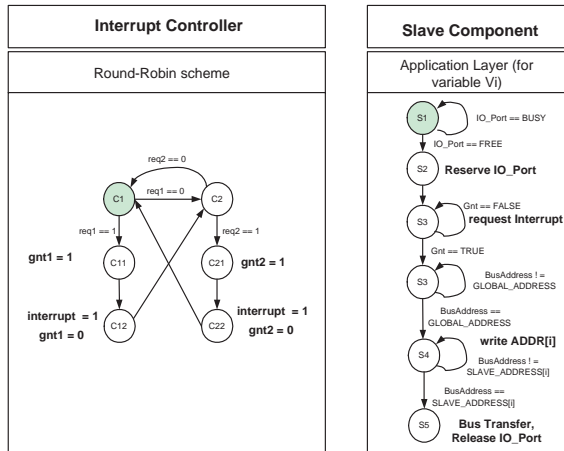 Interrupt Controller
Round-Robin scheme
req2 == 0
req1 == 0
C1
C2
req1 == 1
req2 == 1
gnt1 = 1
C11
C21
gnt2 = 1
interrupt = 1
gnt1 = 0
C12
C22
interrupt = 1
gnt2 = 0
Slave Component
Application Layer (for
variable Vi)
S1
IO_Port == BUSY
IO_Port == FREE
S2
Reserve IO_Port
Gnt == FALSE
S3
request Interrupt
Gnt == TRUE
S3
BusAddress !=
GLOBAL_ADDRESS
BusAddress ==
GLOBAL_ADDRESS
write ADDR[i]
S4
BusAddress !=
SLAVE_ADDRESS[i]
BusAddress ==
SLAVE_ADDRESS[i]
S5
Bus Transfer,
Release IO_Port